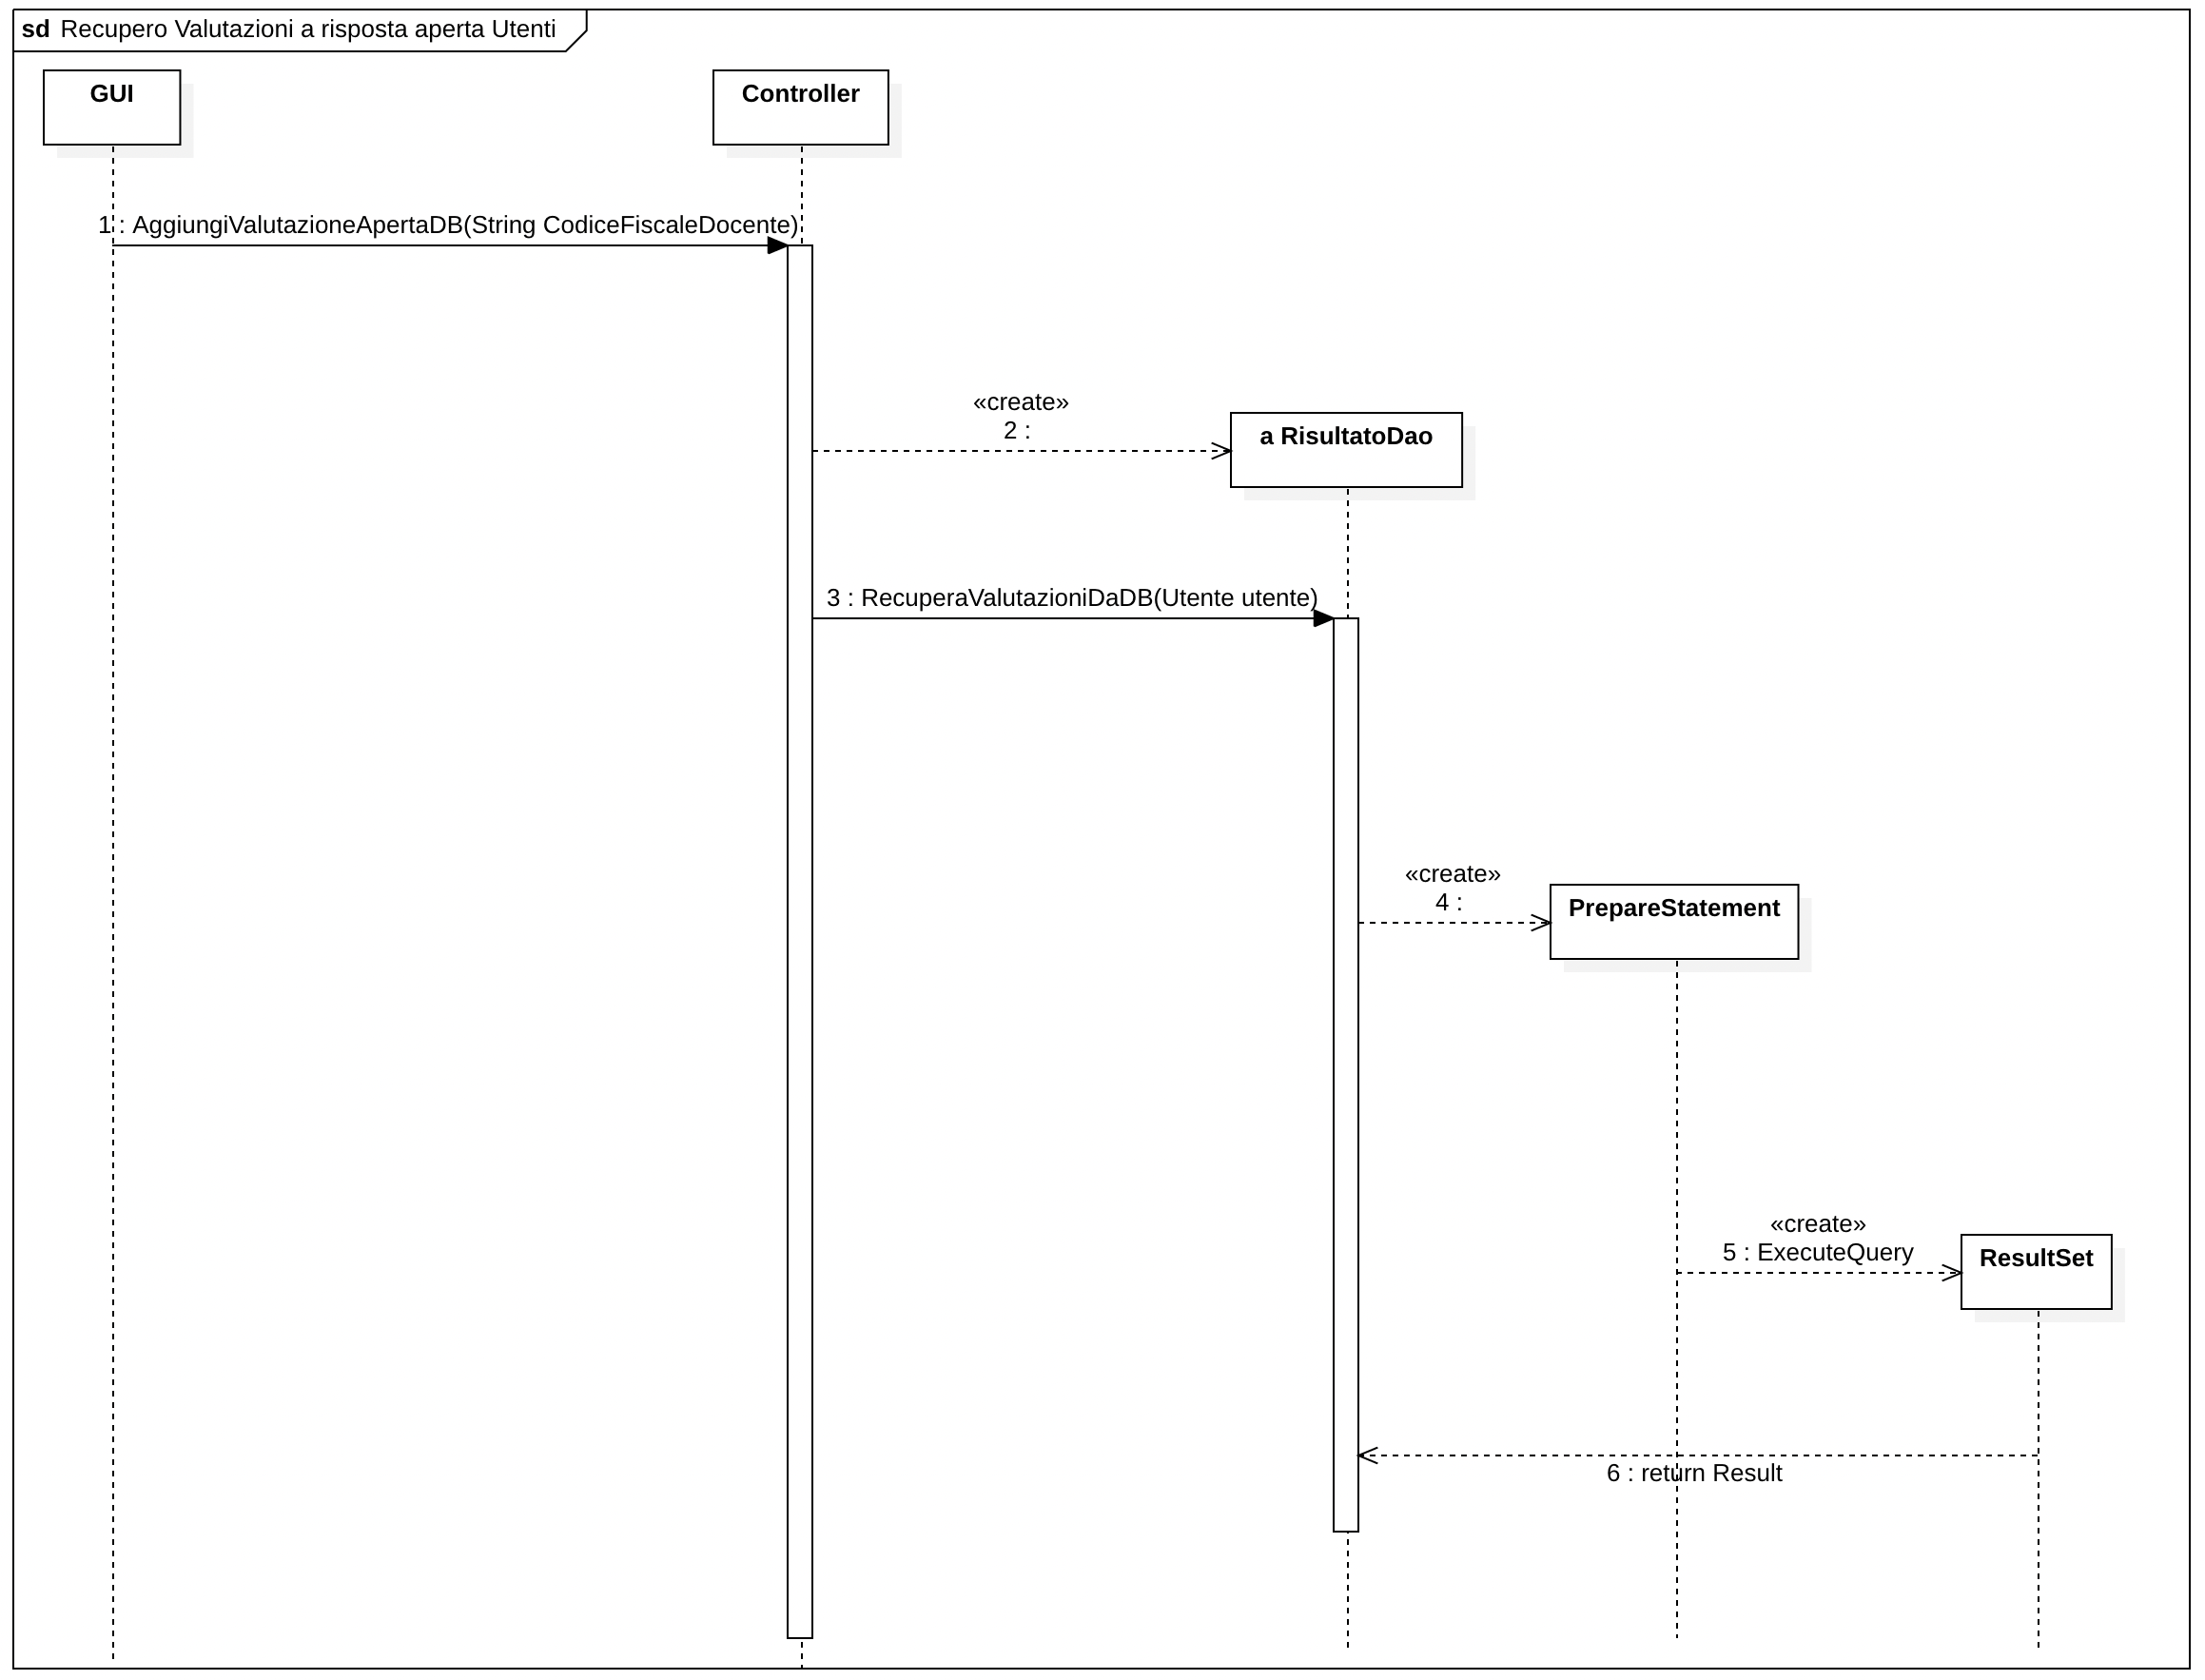 sd Recupero Valutazioni a risposta aperta Utenti
GUI
Controller
1 : AggiungiValutazioneApertaDB(String CodiceFiscaleDocente)
«create»
2 :
a RisultatoDao
3 : RecuperaValutazioniDaDB(Utente utente)
«create»
4 :
PrepareStatement
«create»
5 : ExecuteQuery
ResultSet
6 : return Result